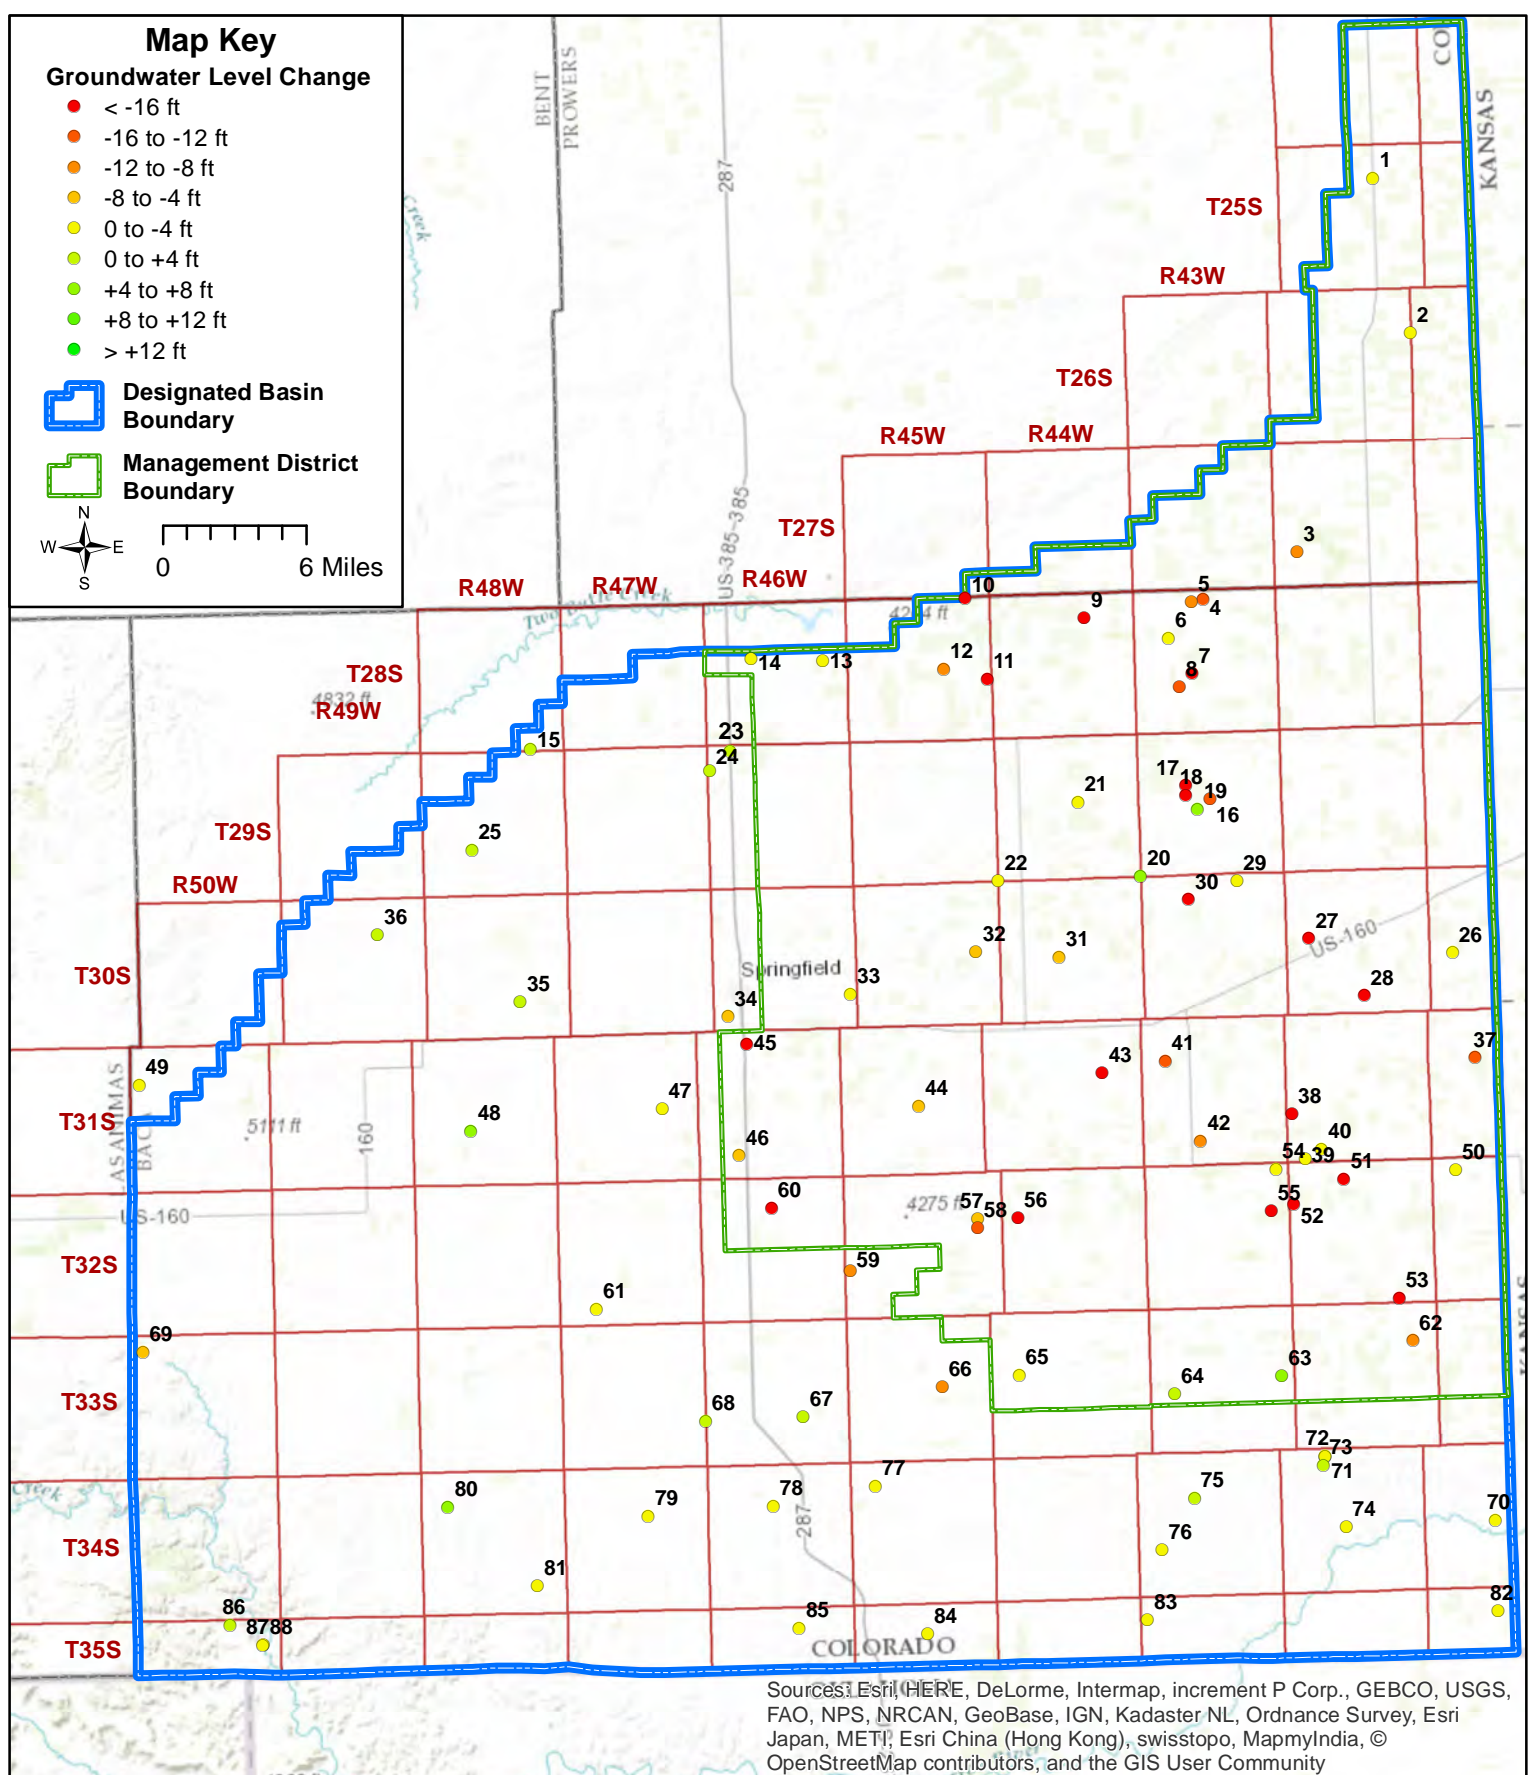 Map Key
Groundwater Level Change
< -16 ft
-16 to -12 ft
-12 to -8 ft
-8 to -4 ft
0 to -4 ft
0 to +4 ft
+4 to +8 ft
+8 to +12 ft
> +12 ft
Designated Basin
Boundary
Management District
Boundary
N
W E
S
0 6 Miles
BENT
PROWERS
Creek
287
CO
KANSAS
1
T25S
R43W
2
T26S
R45W
R44W
US-385-385
T27S
3
R48W
R47W
R46W
10
9
5
4
6
4832 ft
T28S
R49W
14
13
12
11
7
8
15
23
24
17
18
19
16
21
T29S
25
R50W
22
20
29
30
36
27
US-160
26
32
31
T30S
Springfield
33
28
35
34
45
43
41
37
49
47
44
38
T31S
BACA
5111 ft
160
48
42
40
46
54
39
50
51
US-160
60
4275 ft
57
58
56
55
52
T32S
59
61
53
62
69
KANSAS
T33S
66
65
64
63
68
67
72
73
71
Creek
80
79
78
77
287
75
74
70
T34S
76
81
86
87
88
85
84
83
82
T35S
COLORADO
Sources: Esri, HERE, DeLorme, Intermap, increment P Corp., GEBCO, USGS,
FAO, NPS, NRCAN, GeoBase, IGN, Kadaster NL, Ordnance Survey, Esri
Japan, METI, Esri China (Hong Kong), swisstopo, MapmyIndia, ©
OpenStreetMap contributors, and the GIS User Community